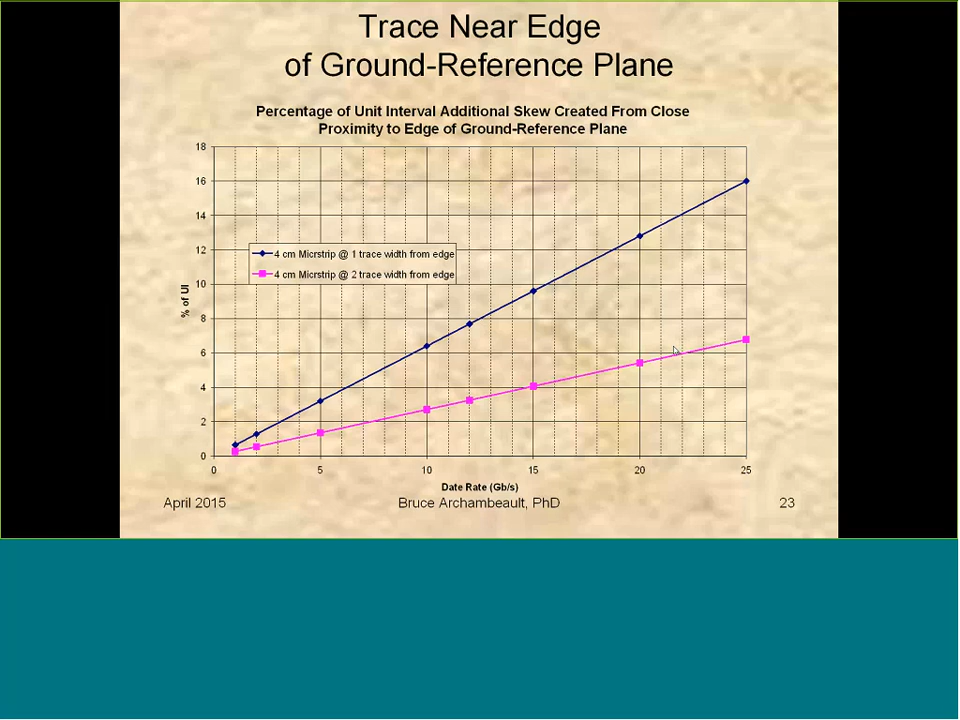 Trace Near Edge
of Ground-Reference Plane
Percentage of Unit Interval Additional Skew Created From Close
Proximity to Edge of Ground-Reference Plane
18
16
14
12
10
8
6
4
2
0
% of UI
4 cm Micrstrip @ 1 trace width from edge
4 cm Micrstrip @ 2 trace width from edge
0 5 10 15 20 25
Date Rate (Gb/s)
April 2015 Bruce Archambeault, PhD 23